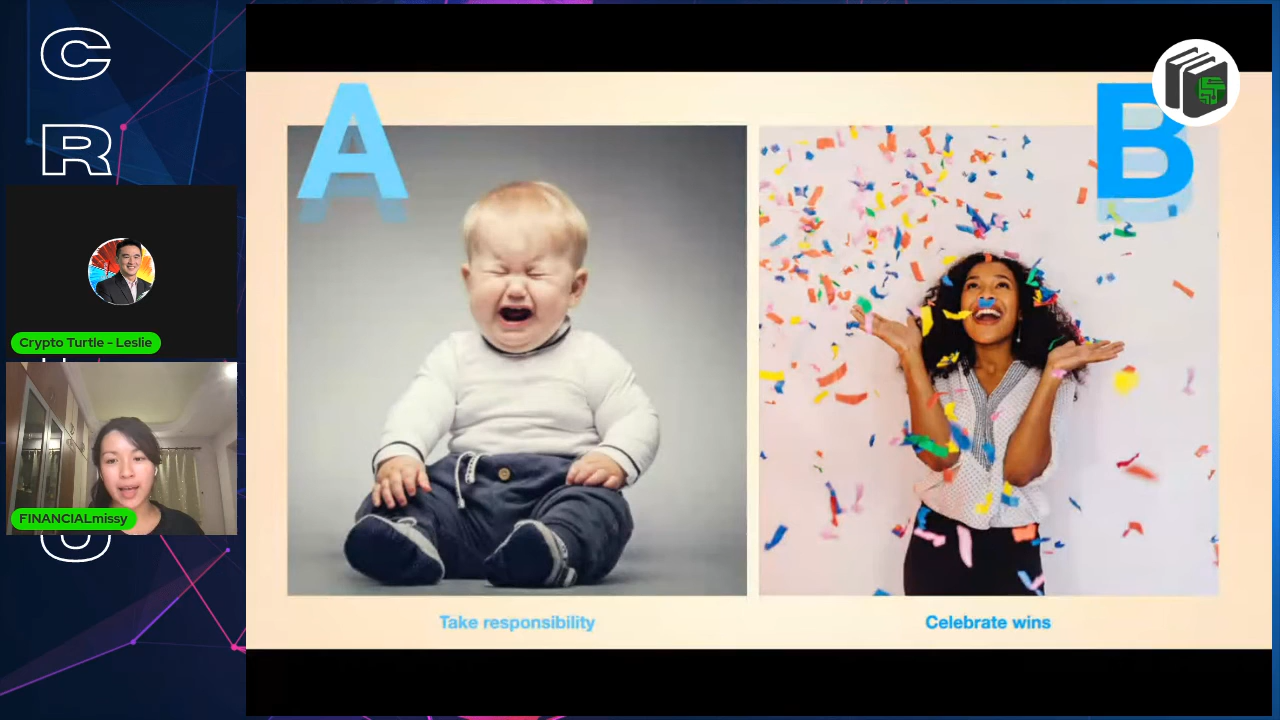 C
R
Crypto Turtle - Leslie
FINANCIALmissy
A
B
Take responsibility
Celebrate wins